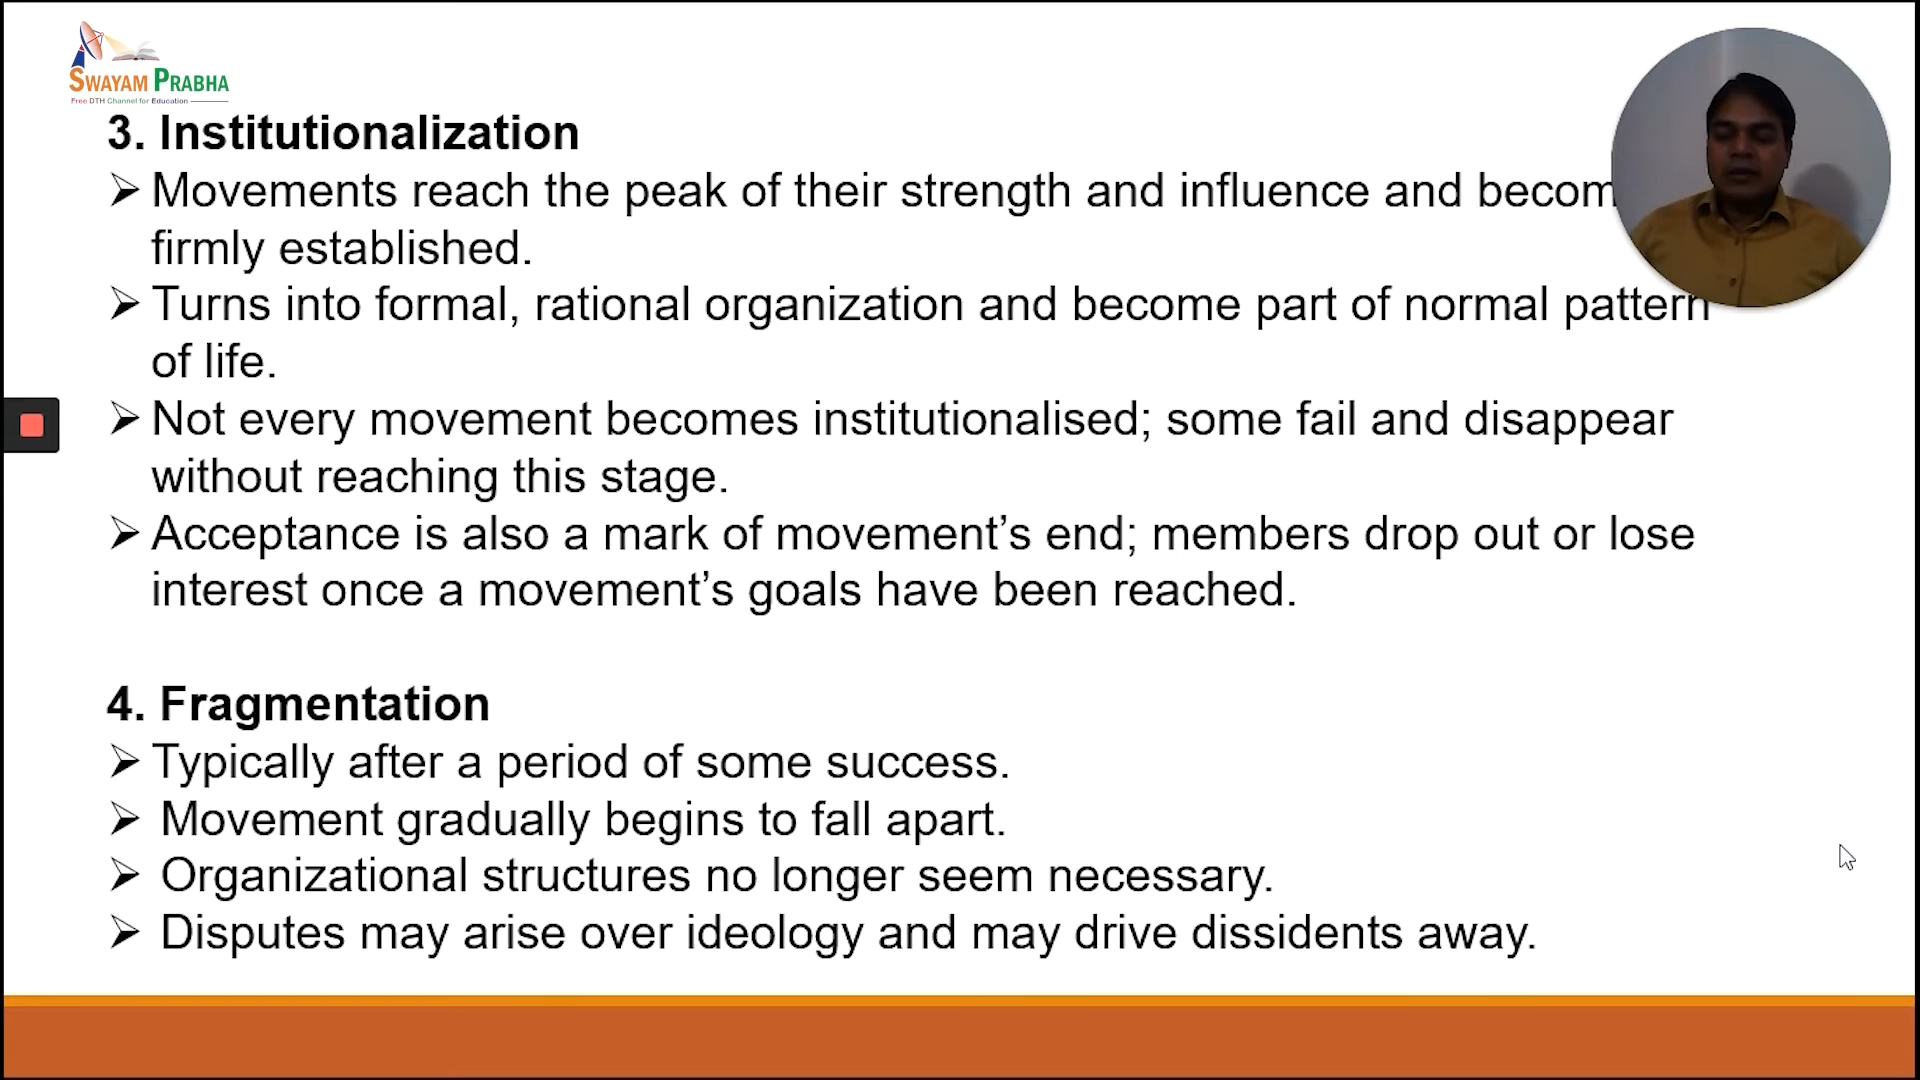 SWAYAM PRABHA
Free DTH Channel for Education
3. Institutionalization
➢ Movements reach the peak of their strength and influence and becom
firmly established.
➢ Turns into formal, rational organization and become part of normal pattern
of life.
➢ Not every movement becomes institutionalised; some fail and disappear
without reaching this stage.
➢ Acceptance is also a mark of movement’s end; members drop out or lose
interest once a movement’s goals have been reached.
4. Fragmentation
➢ Typically after a period of some success.
➢ Movement gradually begins to fall apart.
➢ Organizational structures no longer seem necessary.
➢ Disputes may arise over ideology and may drive dissidents away.